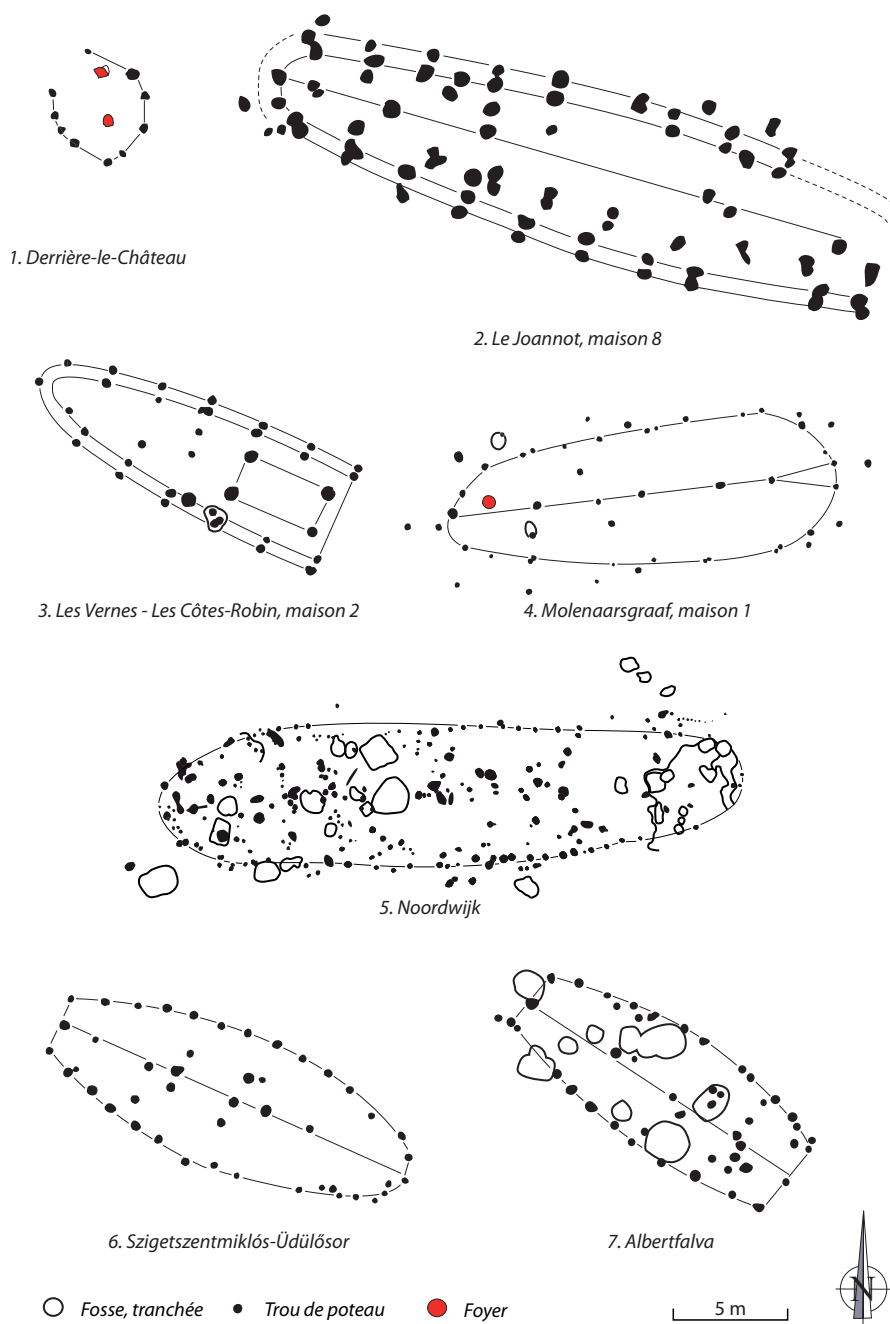 1. Derrière-le-Château
2. Le Joannot, maison 8
3. Les Vernes - Les Côtes-Robin, maison 2
4. Molenaarsgraaf, maison 1
5. Noordwijk
6. Szigetszentmiklós-Üdülősor
7. Albertfalva
Fosse, tranchée
Trou de poteau
Foyer
5 m
N